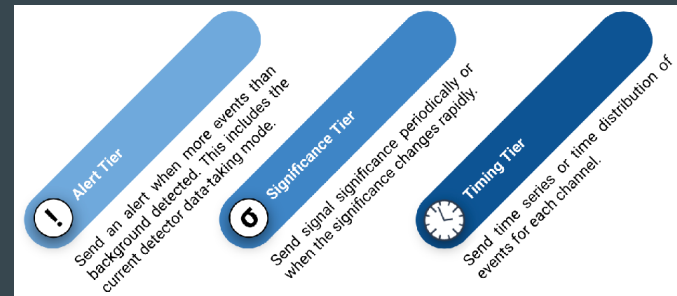 !
Alert Tier
Send an alert when more events than
background detected. This includes the
current detector data-taking mode.
σ
Significance Tier
Send signal significance periodically or
when the significance changes rapidly.
Timing Tier
Send time series or time distribution of
events for each channel.